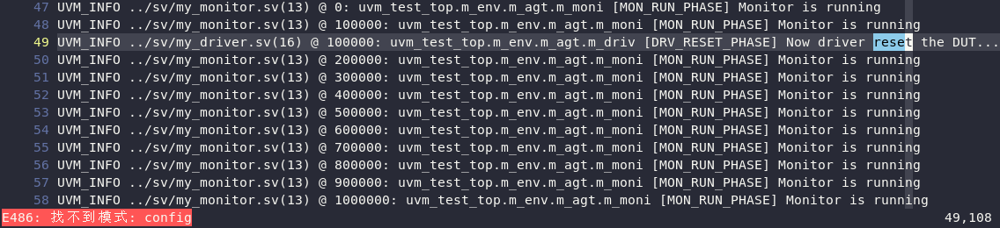 47 UVM_INFO ../sv/my_monitor.sv(13) @ 0: uvm_test_top.m_env.m_agt.m_moni [MON_RUN_PHASE] Monitor is running
48 UVM_INFO ../sv/my_monitor.sv(13) @ 100000: uvm_test_top.m_env.m_agt.m_moni [MON_RUN_PHASE] Monitor is running
49 UVM_INFO ../sv/my_driver.sv(16) @ 100000: uvm_test_top.m_env.m_agt.m_driv [DRV_RESET_PHASE] Now driver reset the DUT...
50 UVM_INFO ../sv/my_monitor.sv(13) @ 200000: uvm_test_top.m_env.m_agt.m_moni [MON_RUN_PHASE] Monitor is running
51 UVM_INFO ../sv/my_monitor.sv(13) @ 300000: uvm_test_top.m_env.m_agt.m_moni [MON_RUN_PHASE] Monitor is running
52 UVM_INFO ../sv/my_monitor.sv(13) @ 400000: uvm_test_top.m_env.m_agt.m_moni [MON_RUN_PHASE] Monitor is running
53 UVM_INFO ../sv/my_monitor.sv(13) @ 500000: uvm_test_top.m_env.m_agt.m_moni [MON_RUN_PHASE] Monitor is running
54 UVM_INFO ../sv/my_monitor.sv(13) @ 600000: uvm_test_top.m_env.m_agt.m_moni [MON_RUN_PHASE] Monitor is running
55 UVM_INFO ../sv/my_monitor.sv(13) @ 700000: uvm_test_top.m_env.m_agt.m_moni [MON_RUN_PHASE] Monitor is running
56 UVM_INFO ../sv/my_monitor.sv(13) @ 800000: uvm_test_top.m_env.m_agt.m_moni [MON_RUN_PHASE] Monitor is running
57 UVM_INFO ../sv/my_monitor.sv(13) @ 900000: uvm_test_top.m_env.m_agt.m_moni [MON_RUN_PHASE] Monitor is running
58 UVM_INFO ../sv/my_monitor.sv(13) @ 1000000: uvm_test_top.m_env.m_agt.m_moni [MON_RUN_PHASE] Monitor is running
E486: 找不到模式: config 49,108